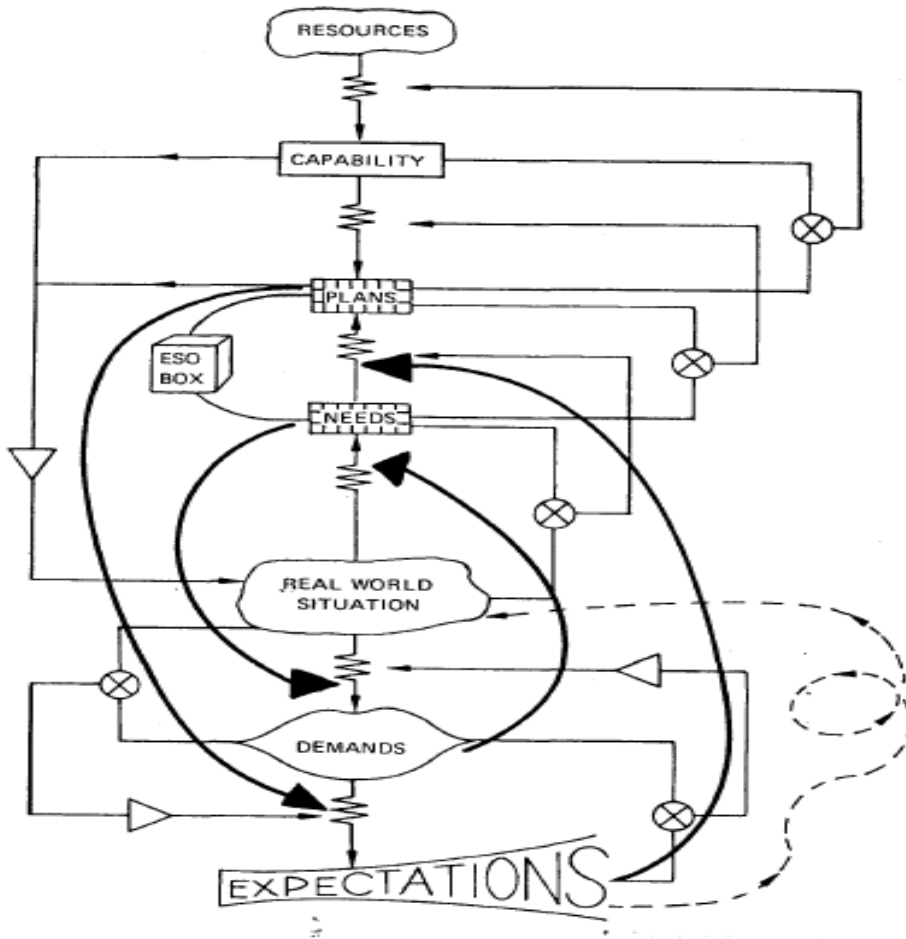 RESOURCES
CAPABILITY
PLANS
ESO
BOX
NEEDS
REAL WORLD
SITUATION
DEMANDS
EXPECTATIONS